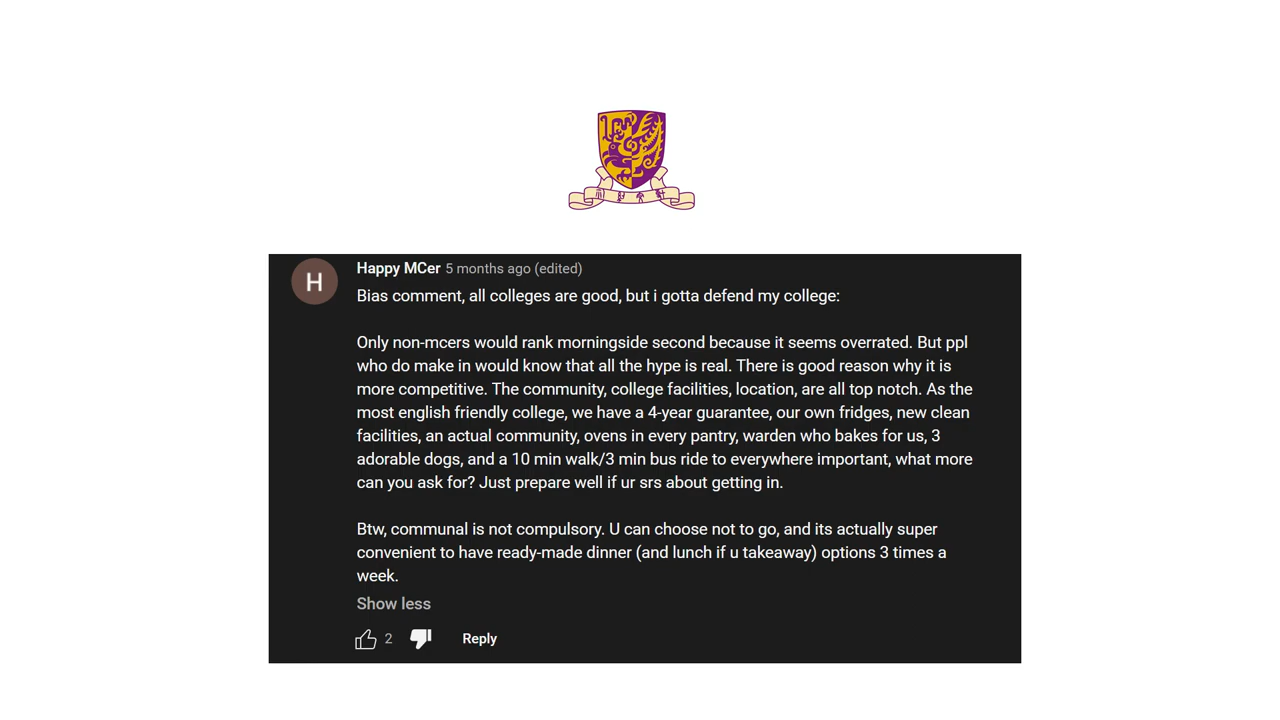 Happy MCer 5 months ago (edited)
H
Bias comment, all colleges are good, but i gotta defend my college:
Only non-mcers would rank morningside second because it seems overrated. But ppl
who do make in would know that all the hype is real. There is good reason why it is
more competitive. The community, college facilities, location, are all top notch. As the
most english friendly college, we have a 4-year guarantee, our own fridges, new clean
facilities, an actual community, ovens in every pantry, warden who bakes for us, 3
adorable dogs, and a 10 min walk/3 min bus ride to everywhere important, what more
can you ask for? Just prepare well if ur srs about getting in.
Btw, communal is not compulsory. U can choose not to go, and its actually super
convenient to have ready-made dinner (and lunch if u takeaway) options 3 times a
week.
Show less
2 Reply